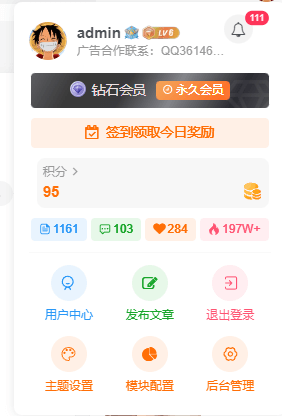 111
admin LV6
广告合作联系：QQ36146...
钻石会员 永久会员
签到领取今日奖励
积分
95
1161 103 284 197W+
用户中心 发布文章 退出登录
主题设置 模块配置 后台管理